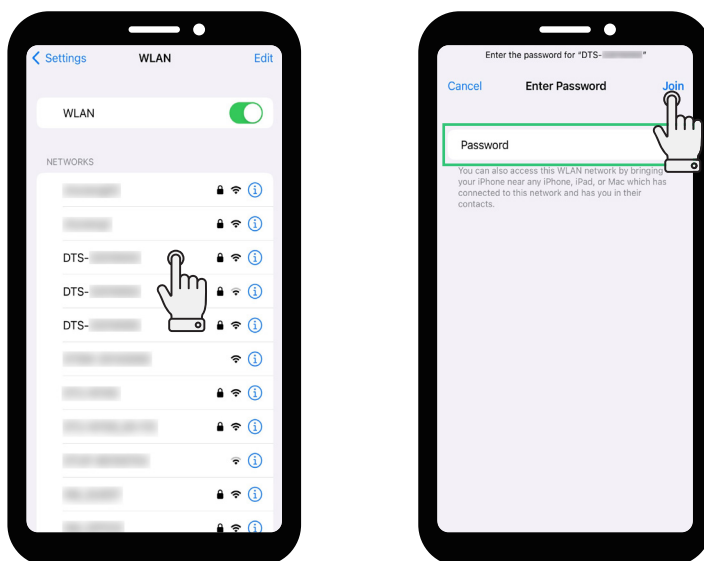 Settings WLAN Edit
WLAN
NETWORKS
DTS-
DTS-
DTS-
Enter the password for “DTS- ”
Cancel Enter Password Join
Password
You can also access this WLAN network by bringing
your iPhone near any iPhone, iPad, or Mac which has
connected to this network and has you in their
contacts.